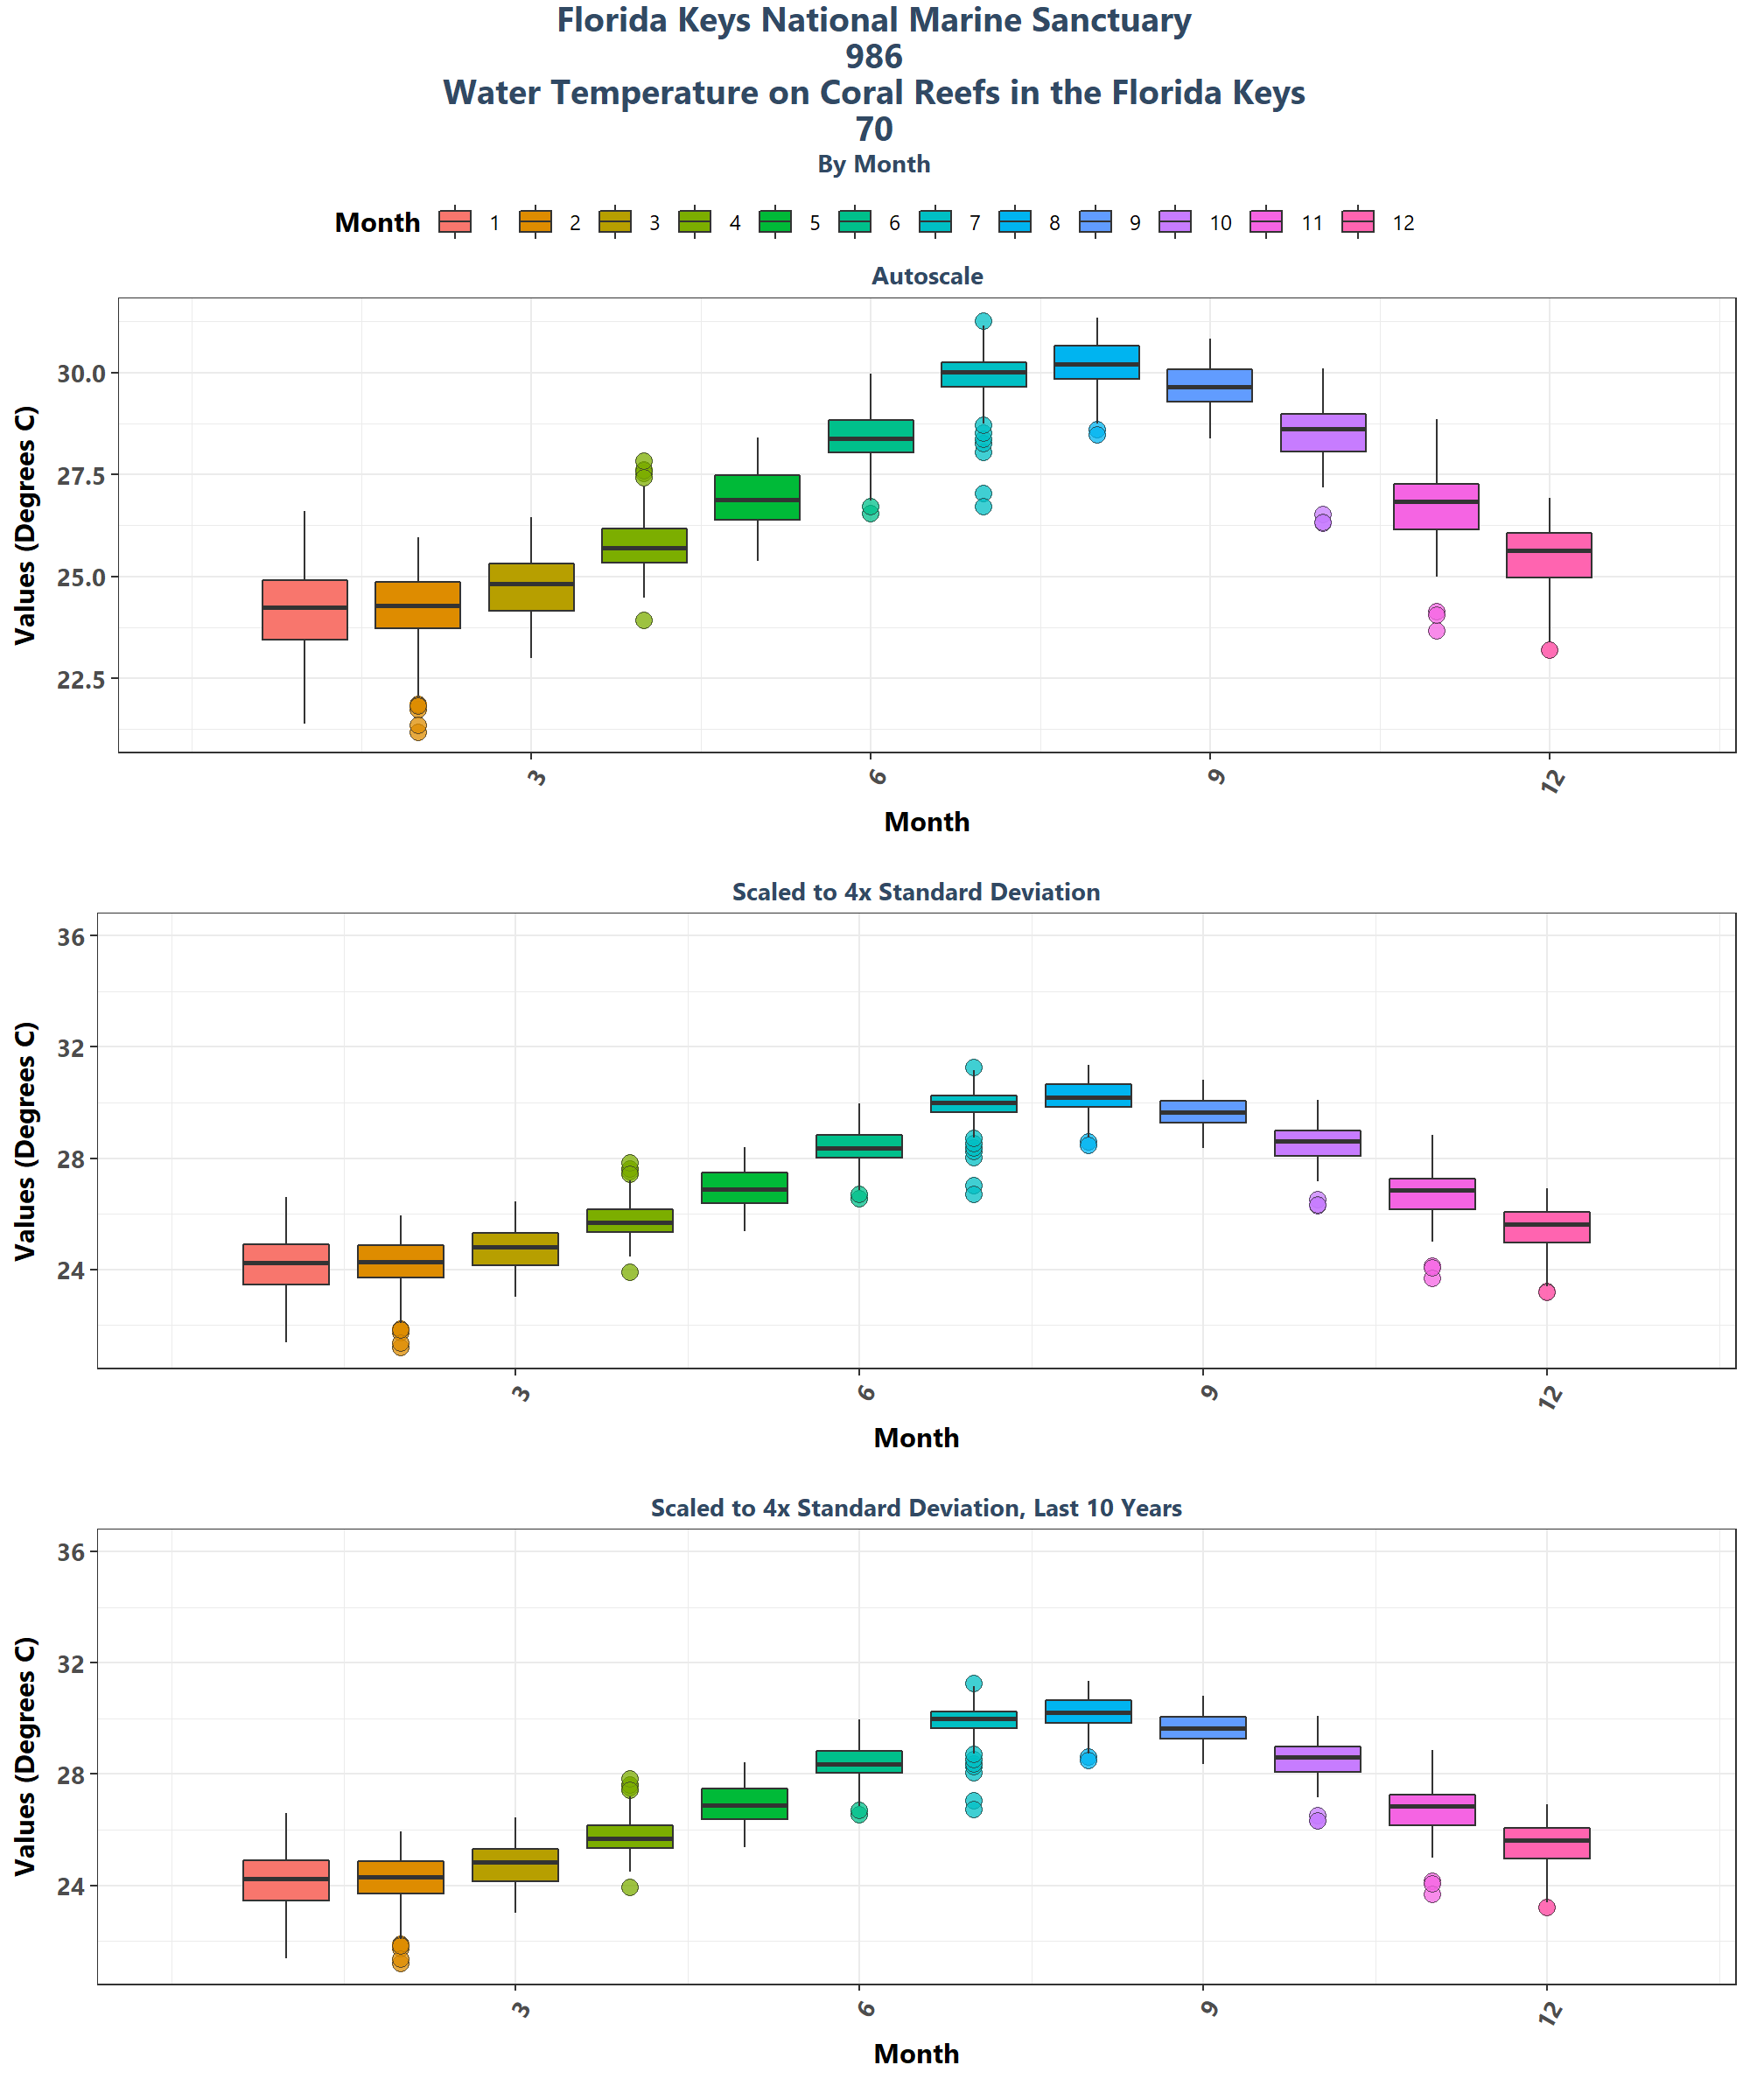 Florida Keys National Marine Sanctuary
986
Water Temperature on Coral Reefs in the Florida Keys
70
By Month
Month 1 2 3 4 5 6 7 8 9 10 11 12
Autoscale
Values (Degrees C)
30.0
27.5
25.0
22.5
3 6 9 12
Month
Scaled to 4x Standard Deviation
Values (Degrees C)
36
32
28
24
3 6 9 12
Month
Scaled to 4x Standard Deviation, Last 10 Years
Values (Degrees C)
36
32
28
24
3 6 9 12
Month